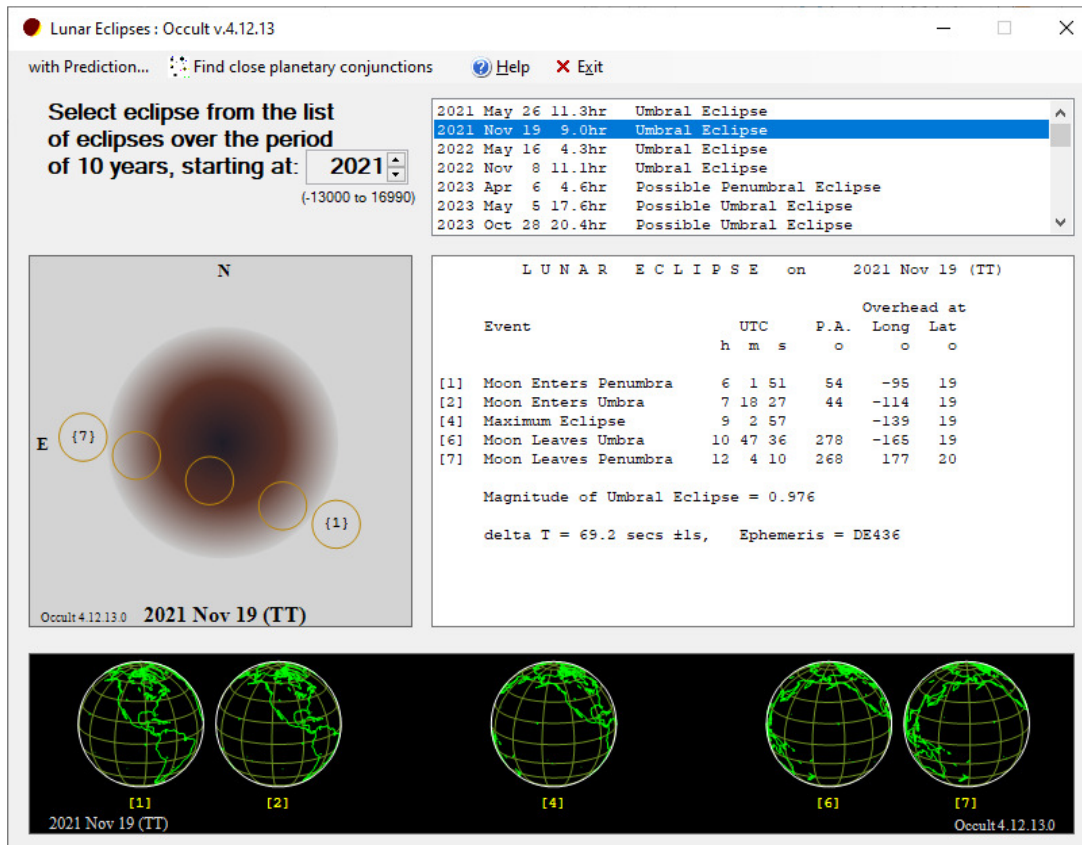 Lunar Eclipses : Occult v.4.12.13
with Prediction... Find close planetary conjunctions Help Exit
Select eclipse from the list
of eclipses over the period
of 10 years, starting at: 2021
(-13000 to 16990)
2021 May 26 11.3hr Umbral Eclipse
2021 Nov 19 9.0hr Umbral Eclipse
2022 May 16 4.3hr Umbral Eclipse
2022 Nov 8 11.1hr Umbral Eclipse
2023 Apr 6 4.6hr Possible Penumbral Eclipse
2023 May 5 17.6hr Possible Umbral Eclipse
2023 Oct 28 20.4hr Possible Umbral Eclipse
N
E
{7}
{1}
Occult 4.12.13.0 2021 Nov 19 (TT)
L U N A R E C L I P S E on 2021 Nov 19 (TT)
Overhead at
Event UTC P.A. Long Lat
h m s o o o
[1] Moon Enters Penumbra 6 1 51 54 -95 19
[2] Moon Enters Umbra 7 18 27 44 -114 19
[4] Maximum Eclipse 9 2 57 -139 19
[6] Moon Leaves Umbra 10 47 36 278 -165 19
[7] Moon Leaves Penumbra 12 4 10 268 177 20
Magnitude of Umbral Eclipse = 0.976
delta T = 69.2 secs ±1s, Ephemeris = DE436
[1] [2] [4] [6] [7]
2021 Nov 19 (TT) Occult 4.12.13.0